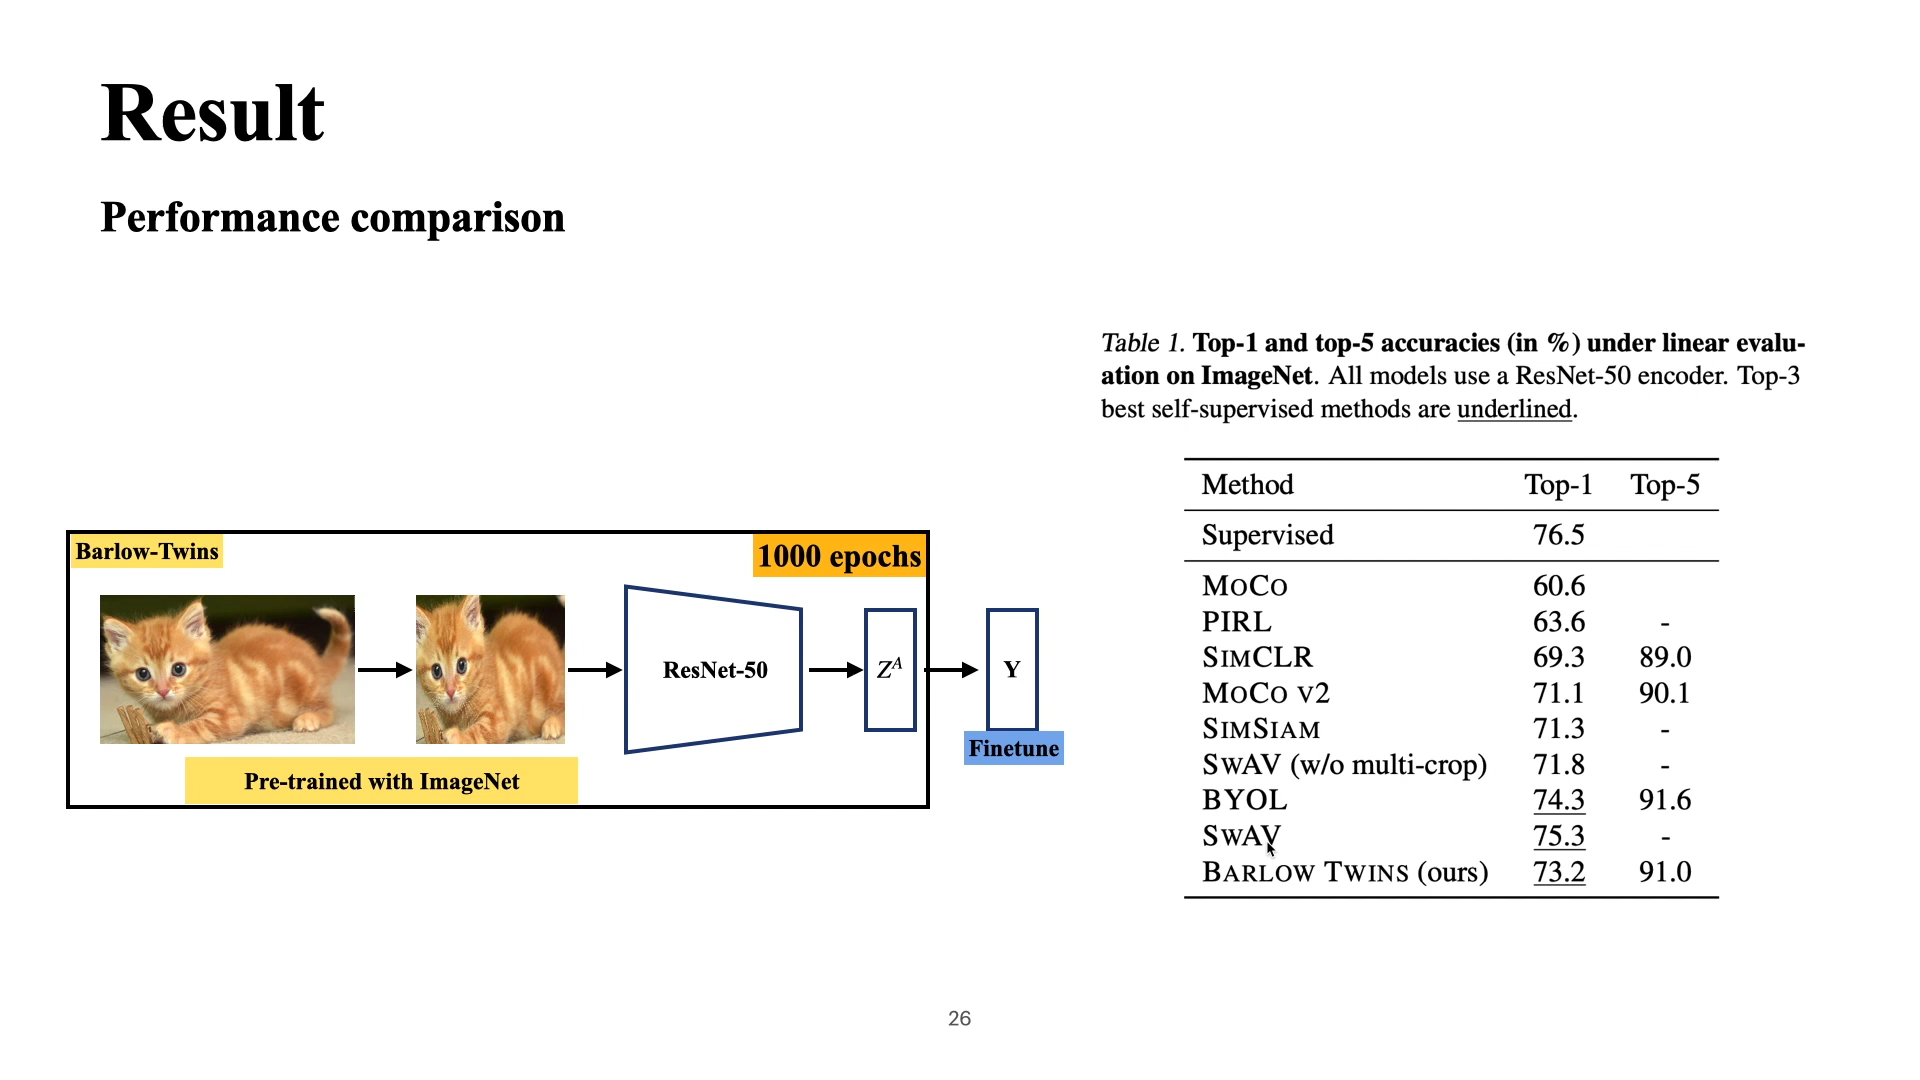 Result
Performance comparison
Barlow-Twins
1000 epochs
ResNet-50
Z^A
Y
Finetune
Pre-trained with ImageNet
Table 1. Top-1 and top-5 accuracies (in %) under linear evalu-
ation on ImageNet. All models use a ResNet-50 encoder. Top-3
best self-supervised methods are underlined.
Method Top-1 Top-5
Supervised 76.5
MOCO 60.6
PIRL 63.6 -
SIMCLR 69.3 89.0
MOCO V2 71.1 90.1
SIMSIAM 71.3 -
SWAV (w/o multi-crop) 71.8 -
BYOL 74.3 91.6
SWAV 75.3 -
BARLOW TWINS (ours) 73.2 91.0
26